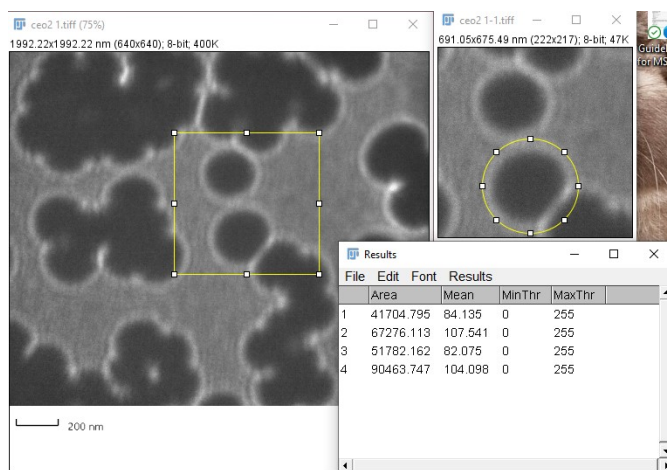 ceo2 1.tiff (75%)
1992.22x1992.22 nm (640x640); 8-bit; 400K
200 nm
ceo2 1-1.tiff
691.05x675.49 nm (222x217); 8-bit; 47K
Guidel
for MS
Results
File Edit Font Results
Area Mean MinThr MaxThr
1 41704.795 84.135 0 255
2 67276.113 107.541 0 255
3 51782.162 82.075 0 255
4 90463.747 104.098 0 255